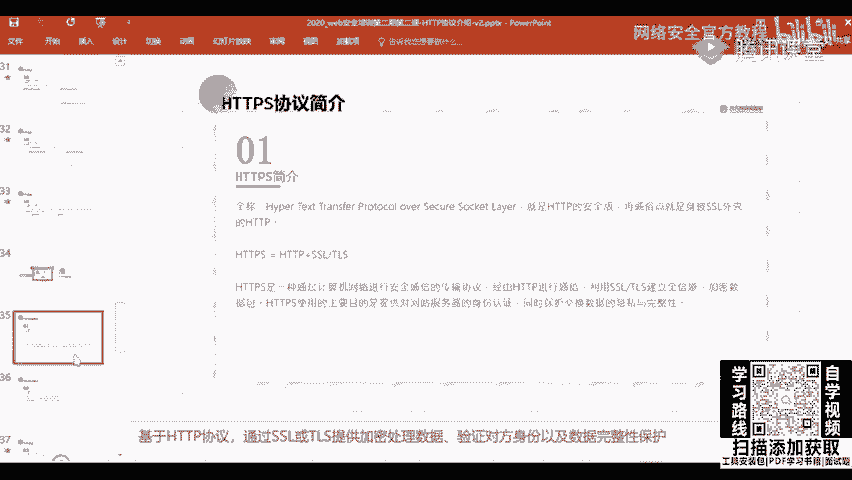 2020_web安全培训第二期第二课-HTTP协议介绍-v2.pptx - PowerPoint
网络安全官方教程
bilibili
腾讯课堂
文件 开始 插入 设计 切换 动画 幻灯片放映 审阅 视图 加载项 告诉我您想要做什么...
31
32
33
34
35
36
37
HTTPS协议简介
01
HTTPS简介
全称：Hyper Text Transfer Protocol over Secure Socket Layer，就是HTTP的安全版，再通俗点就是身披SSL外壳
的HTTP。
HTTPS = HTTP+SSL/TLS
HTTPS是一种通过计算机网络进行安全通信的传输协议，经由HTTP进行通信，利用SSL/TLS建立全信道，加密数
据包。HTTPS使用的主要目的是提供对网站服务器的身份认证，同时保护交换数据的隐私与完整性。
基于HTTP协议，通过SSL或TLS提供加密处理数据、验证对方身份以及数据完整性保护
学习路线
自学视频
扫描添加获取
工具安装包|PDF学习书籍|面试题